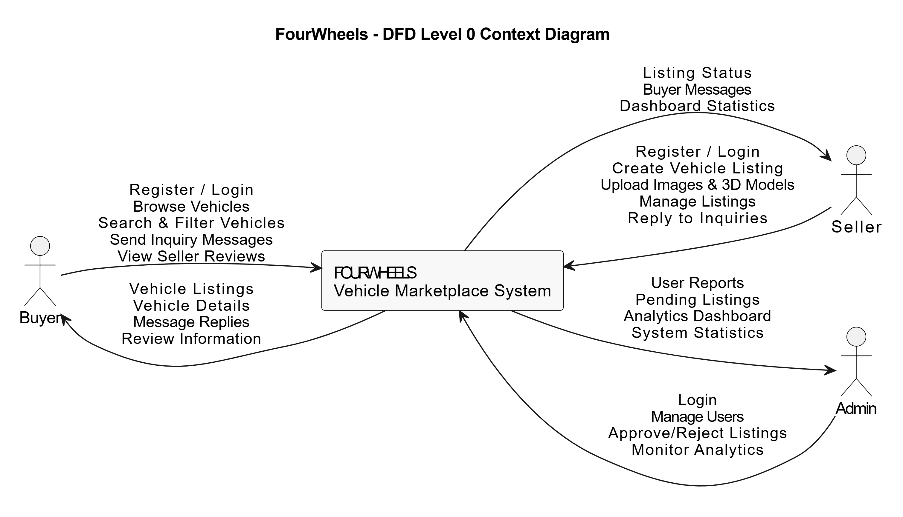 FourWheels - DFD Level 0 Context Diagram
Listing Status
Buyer Messages
Dashboard Statistics
Register / Login
Create Vehicle Listing
Upload Images & 3D Models
Manage Listings
Reply to Inquiries
Seller
Register / Login
Browse Vehicles
Search & Filter Vehicles
Send Inquiry Messages
View Seller Reviews
Buyer
Vehicle Listings
Vehicle Details
Message Replies
Review Information
FOURWHEELS
Vehicle Marketplace System
User Reports
Pending Listings
Analytics Dashboard
System Statistics
Admin
Login
Manage Users
Approve/Reject Listings
Monitor Analytics